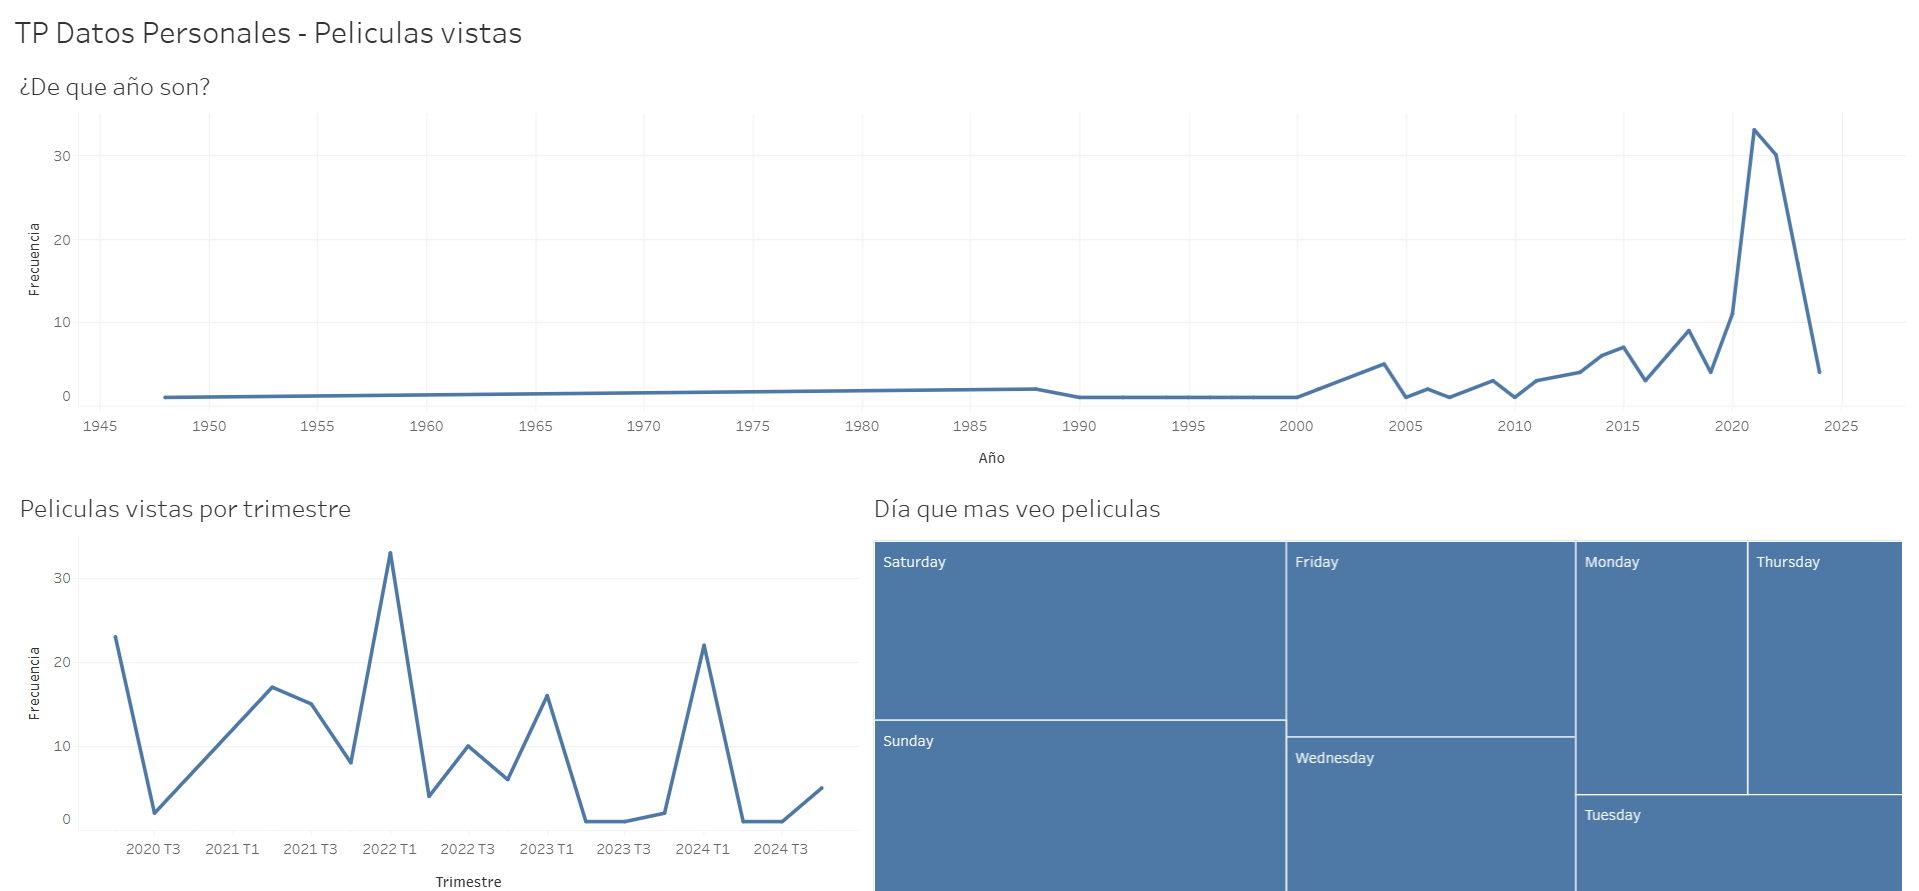 TP Datos Personales - Peliculas vistas
¿De que año son?
30
20
10
0
Frecuencia
1945 1950 1955 1960 1965 1970 1975 1980 1985 1990 1995 2000 2005 2010 2015 2020 2025
Año
Peliculas vistas por trimestre
30
20
10
0
Frecuencia
2020 T3 2021 T1 2021 T3 2022 T1 2022 T3 2023 T1 2023 T3 2024 T1 2024 T3
Trimestre
Día que mas veo peliculas
Saturday
Friday
Monday
Thursday
Sunday
Wednesday
Tuesday